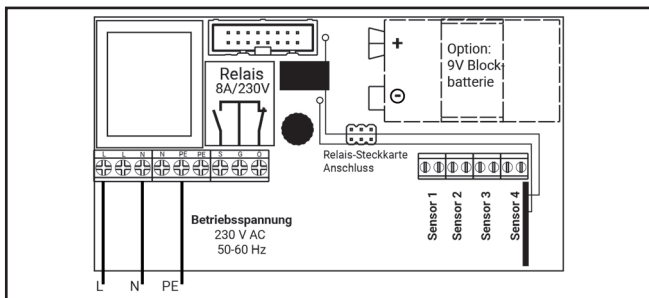 Relais
8A/230V
+
Option:
9V Block-
batterie
⊖
L L N N PE PE S G Ö
Relais-Steckkarte
Anschluss
Sensor 1
Sensor 2
Sensor 3
Sensor 4
Betriebsspannung
230 V AC
50-60 Hz
L N PE